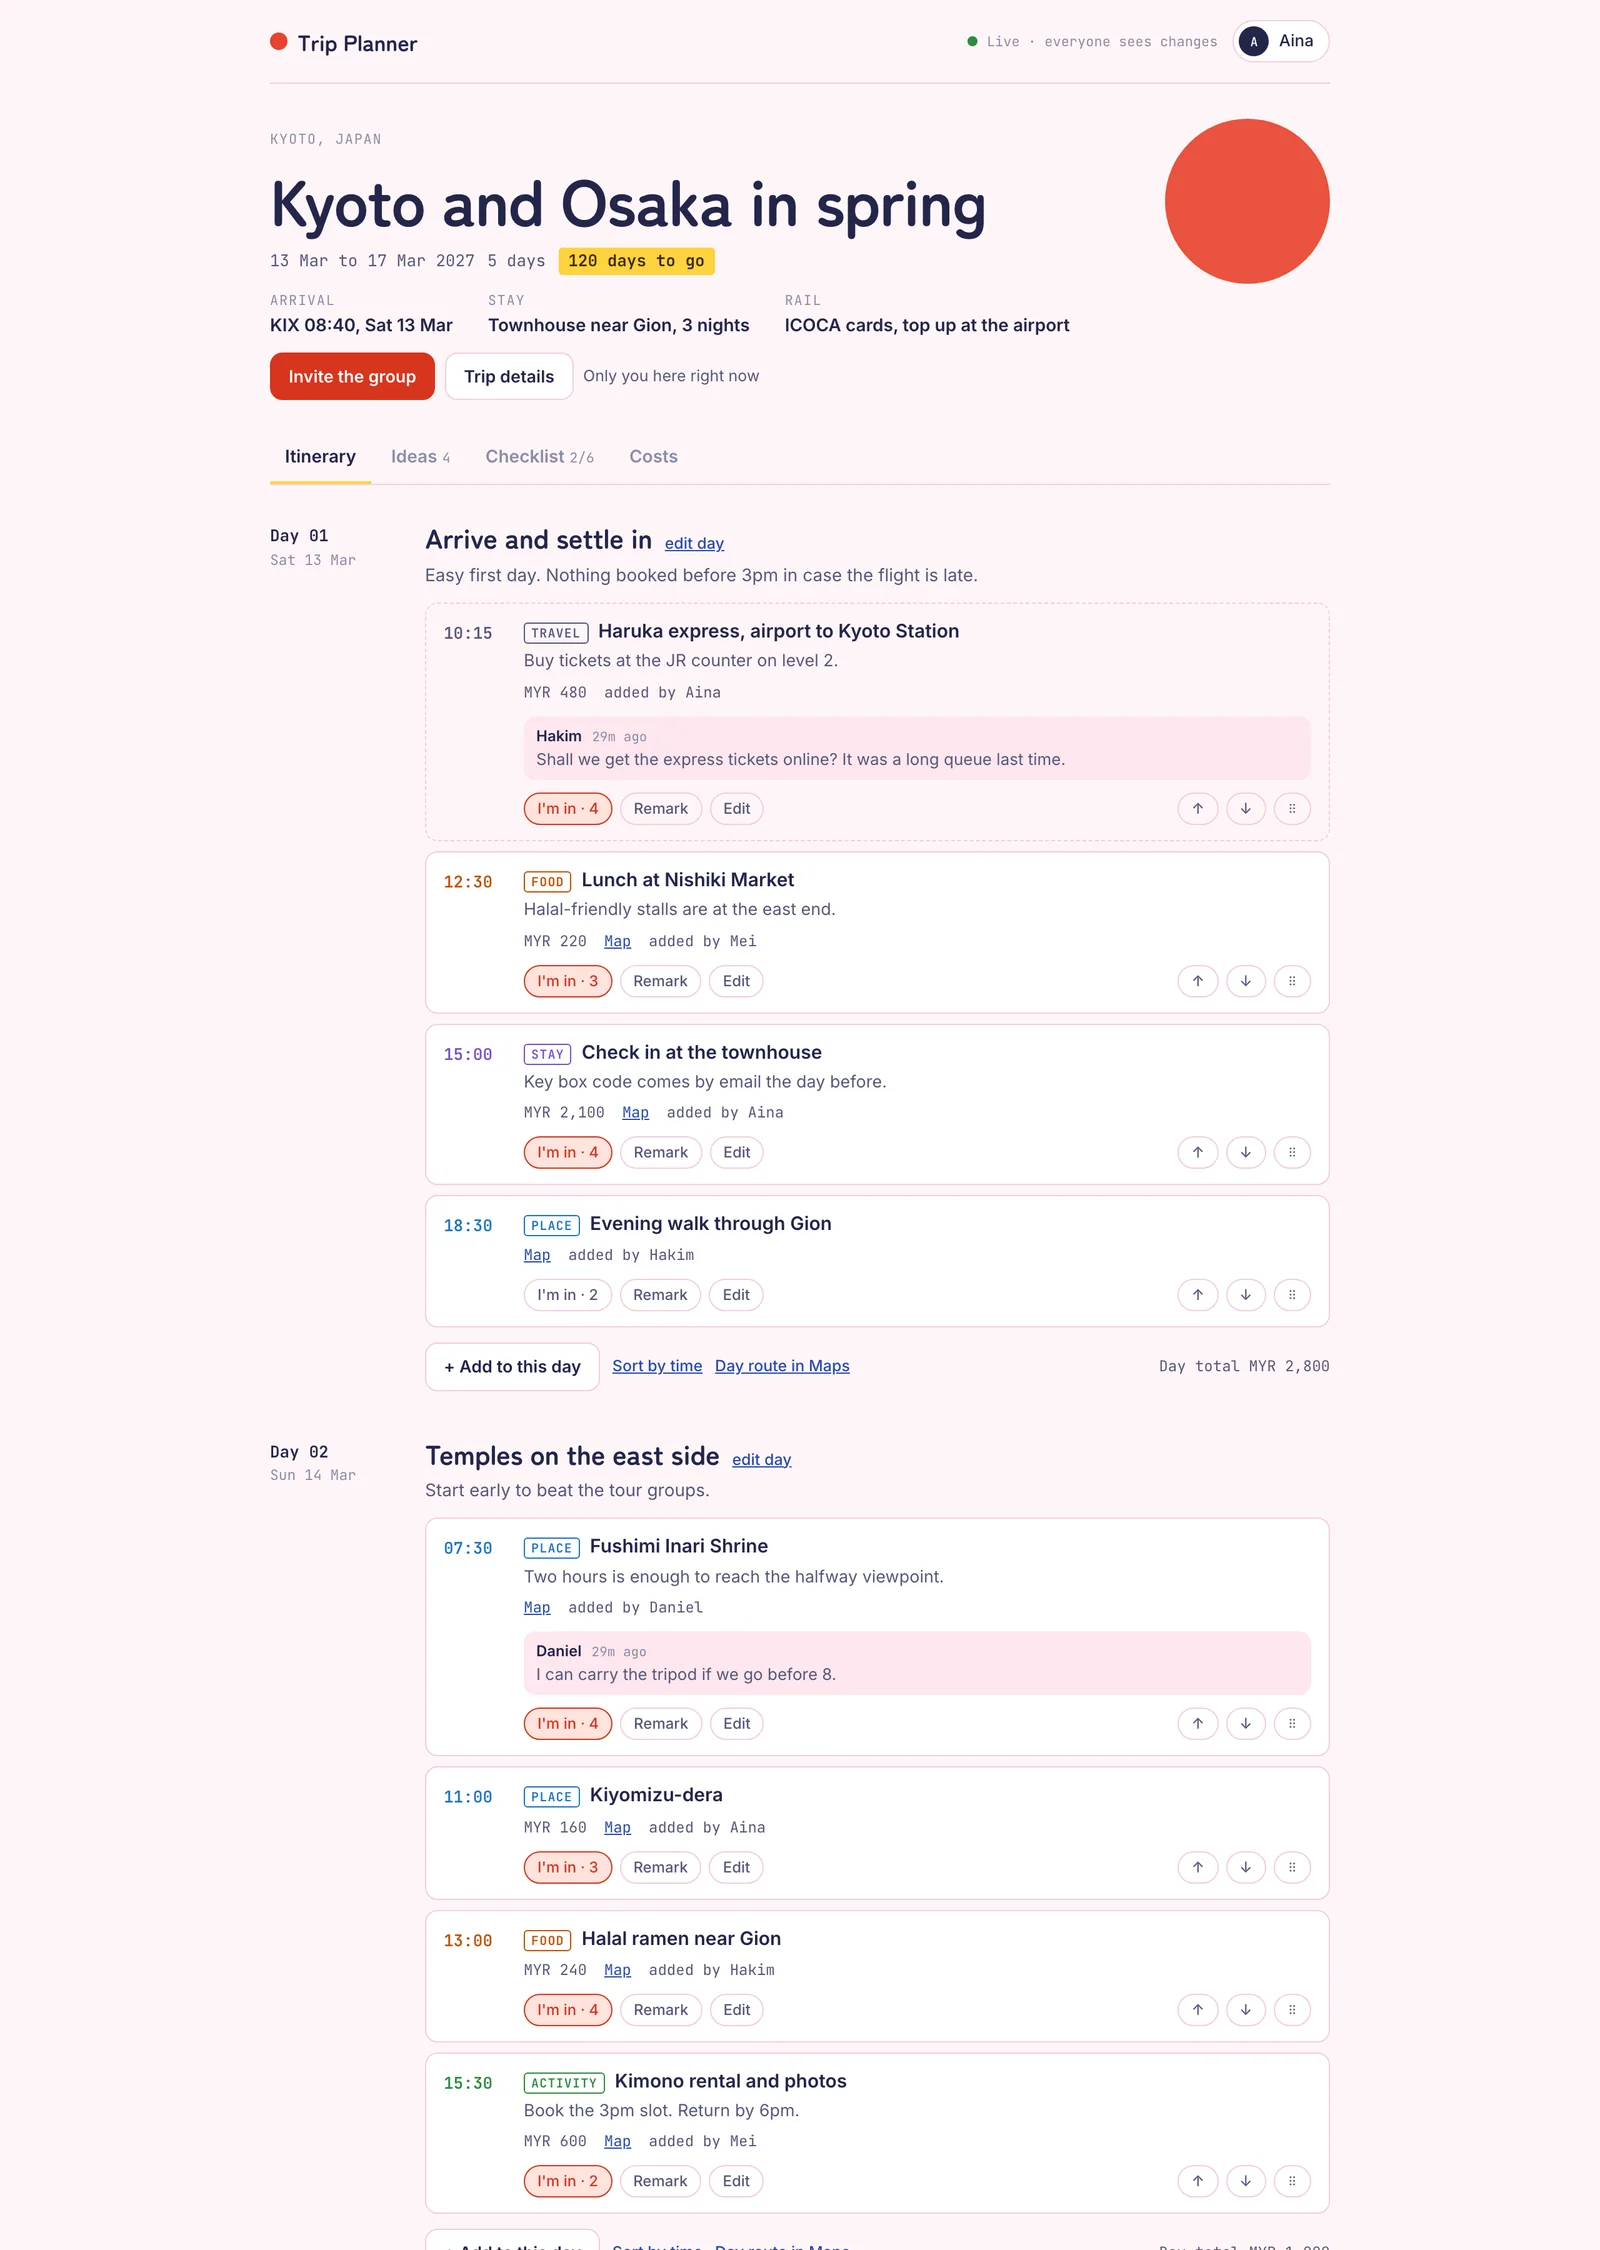 Trip Planner
Live · everyone sees changes
A
Aina
KYOTO, JAPAN
Kyoto and Osaka in spring
13 Mar to 17 Mar 2027 5 days 120 days to go
ARRIVAL
KIX 08:40, Sat 13 Mar
STAY
Townhouse near Gion, 3 nights
RAIL
ICOCA cards, top up at the airport
Invite the group
Trip details
Only you here right now
Itinerary
Ideas 4
Checklist 2/6
Costs
Day 01
Sat 13 Mar
Arrive and settle in edit day
Easy first day. Nothing booked before 3pm in case the flight is late.
10:15 TRAVEL Haruka express, airport to Kyoto Station
Buy tickets at the JR counter on level 2.
MYR 480 added by Aina
Hakim 29m ago
Shall we get the express tickets online? It was a long queue last time.
I'm in · 4 Remark Edit ↑ ↓ ⠿
12:30 FOOD Lunch at Nishiki Market
Halal-friendly stalls are at the east end.
MYR 220 Map added by Mei
I'm in · 3 Remark Edit ↑ ↓ ⠿
15:00 STAY Check in at the townhouse
Key box code comes by email the day before.
MYR 2,100 Map added by Aina
I'm in · 4 Remark Edit ↑ ↓ ⠿
18:30 PLACE Evening walk through Gion
Map added by Hakim
I'm in · 2 Remark Edit ↑ ↓ ⠿
+ Add to this day Sort by time Day route in Maps Day total MYR 2,800
Day 02
Sun 14 Mar
Temples on the east side edit day
Start early to beat the tour groups.
07:30 PLACE Fushimi Inari Shrine
Two hours is enough to reach the halfway viewpoint.
Map added by Daniel
Daniel 29m ago
I can carry the tripod if we go before 8.
I'm in · 4 Remark Edit ↑ ↓ ⠿
11:00 PLACE Kiyomizu-dera
MYR 160 Map added by Aina
I'm in · 3 Remark Edit ↑ ↓ ⠿
13:00 FOOD Halal ramen near Gion
MYR 240 Map added by Hakim
I'm in · 4 Remark Edit ↑ ↓ ⠿
15:30 ACTIVITY Kimono rental and photos
Book the 3pm slot. Return by 6pm.
MYR 600 Map added by Mei
I'm in · 2 Remark Edit ↑ ↓ ⠿